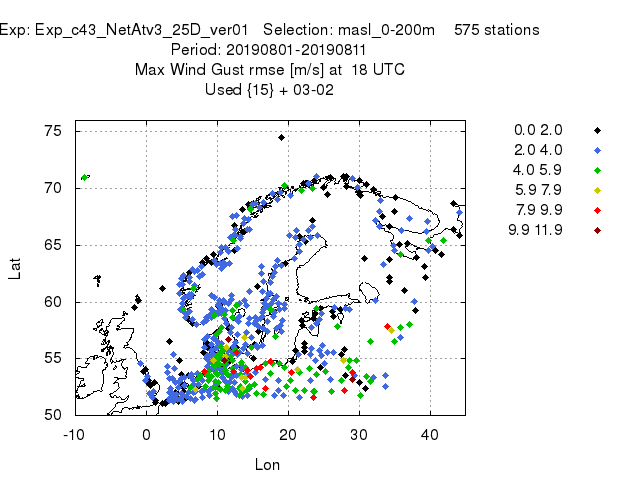 Exp: Exp_c43_NetAtv3_25D_ver01 Selection: masl_0-200m 575 stations
Period: 20190801-20190811
Max Wind Gust rmse [m/s] at 18 UTC
Used {15} + 03-02
75
70
65
60
55
50
Lat
-10 0 10 20 30 40
Lon
0.0 2.0
2.0 4.0
4.0 5.9
5.9 7.9
7.9 9.9
9.9 11.9